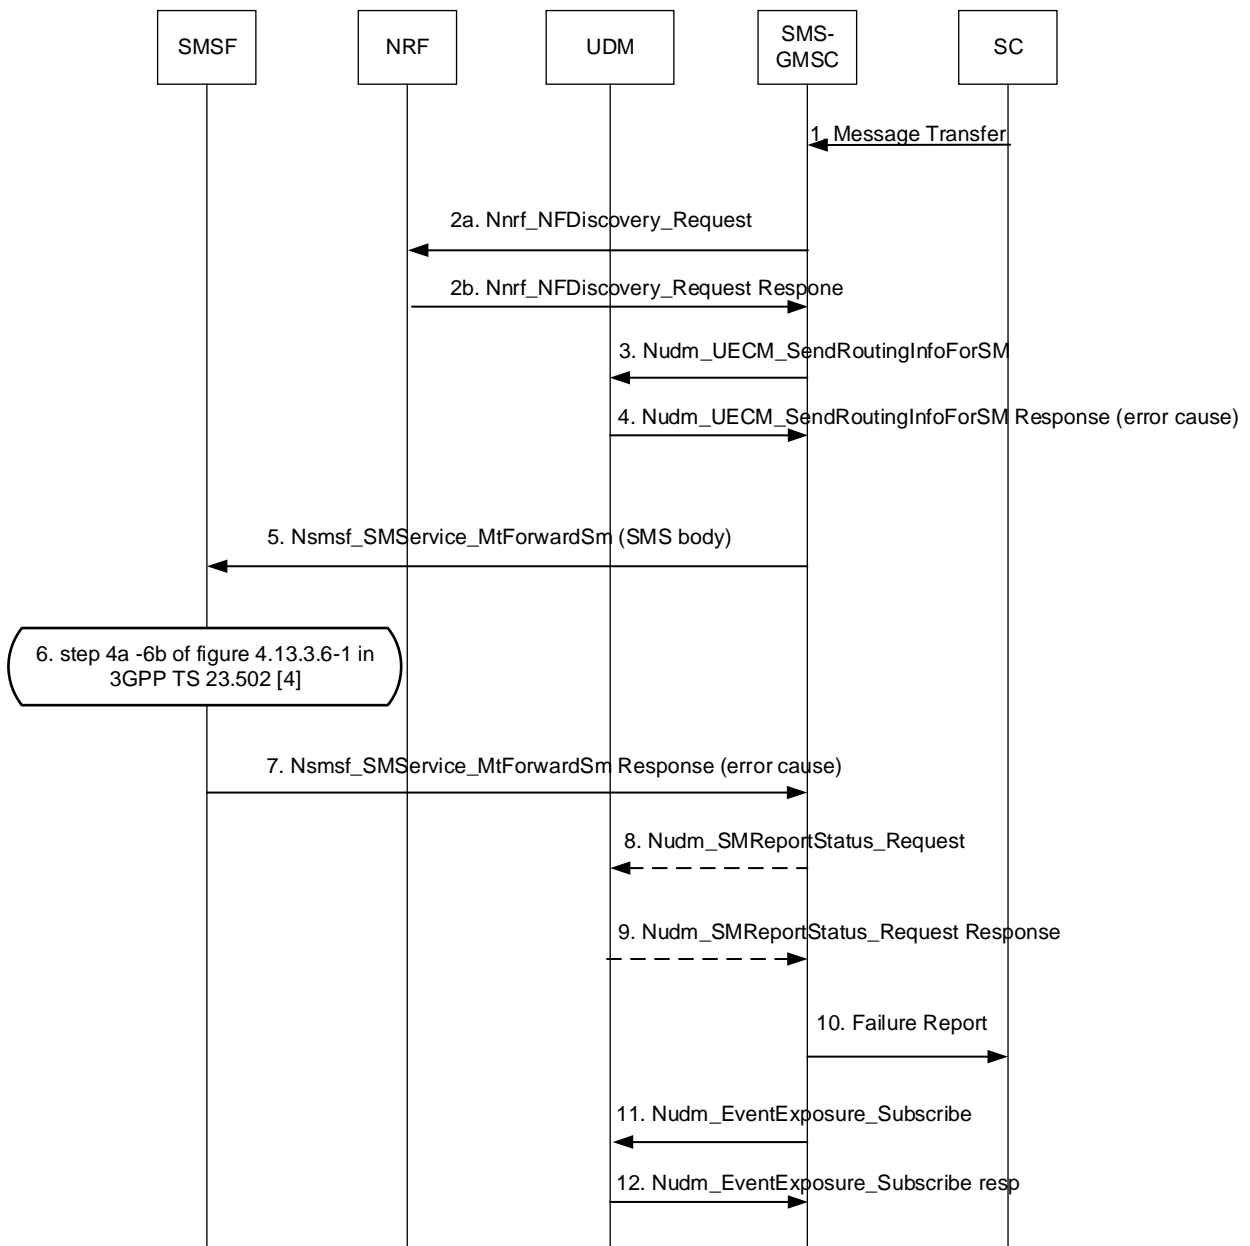 SMSF
NRF
UDM
SMS-
GMSC
SC
1. Message Transfer
2a. Nnrf_NFDiscovery_Request
2b. Nnrf_NFDiscovery_Request Respone
3. Nudm_UECM_SendRoutingInfoForSM
4. Nudm_UECM_SendRoutingInfoForSM Response (error cause)
5. Nsmsf_SMService_MtForwardSm (SMS body)
6. step 4a -6b of figure 4.13.3.6-1 in
3GPP TS 23.502 [4]
7. Nsmsf_SMService_MtForwardSm Response (error cause)
8. Nudm_SMReportStatus_Request
9. Nudm_SMReportStatus_Request Response
10. Failure Report
11. Nudm_EventExposure_Subscribe
12. Nudm_EventExposure_Subscribe resp